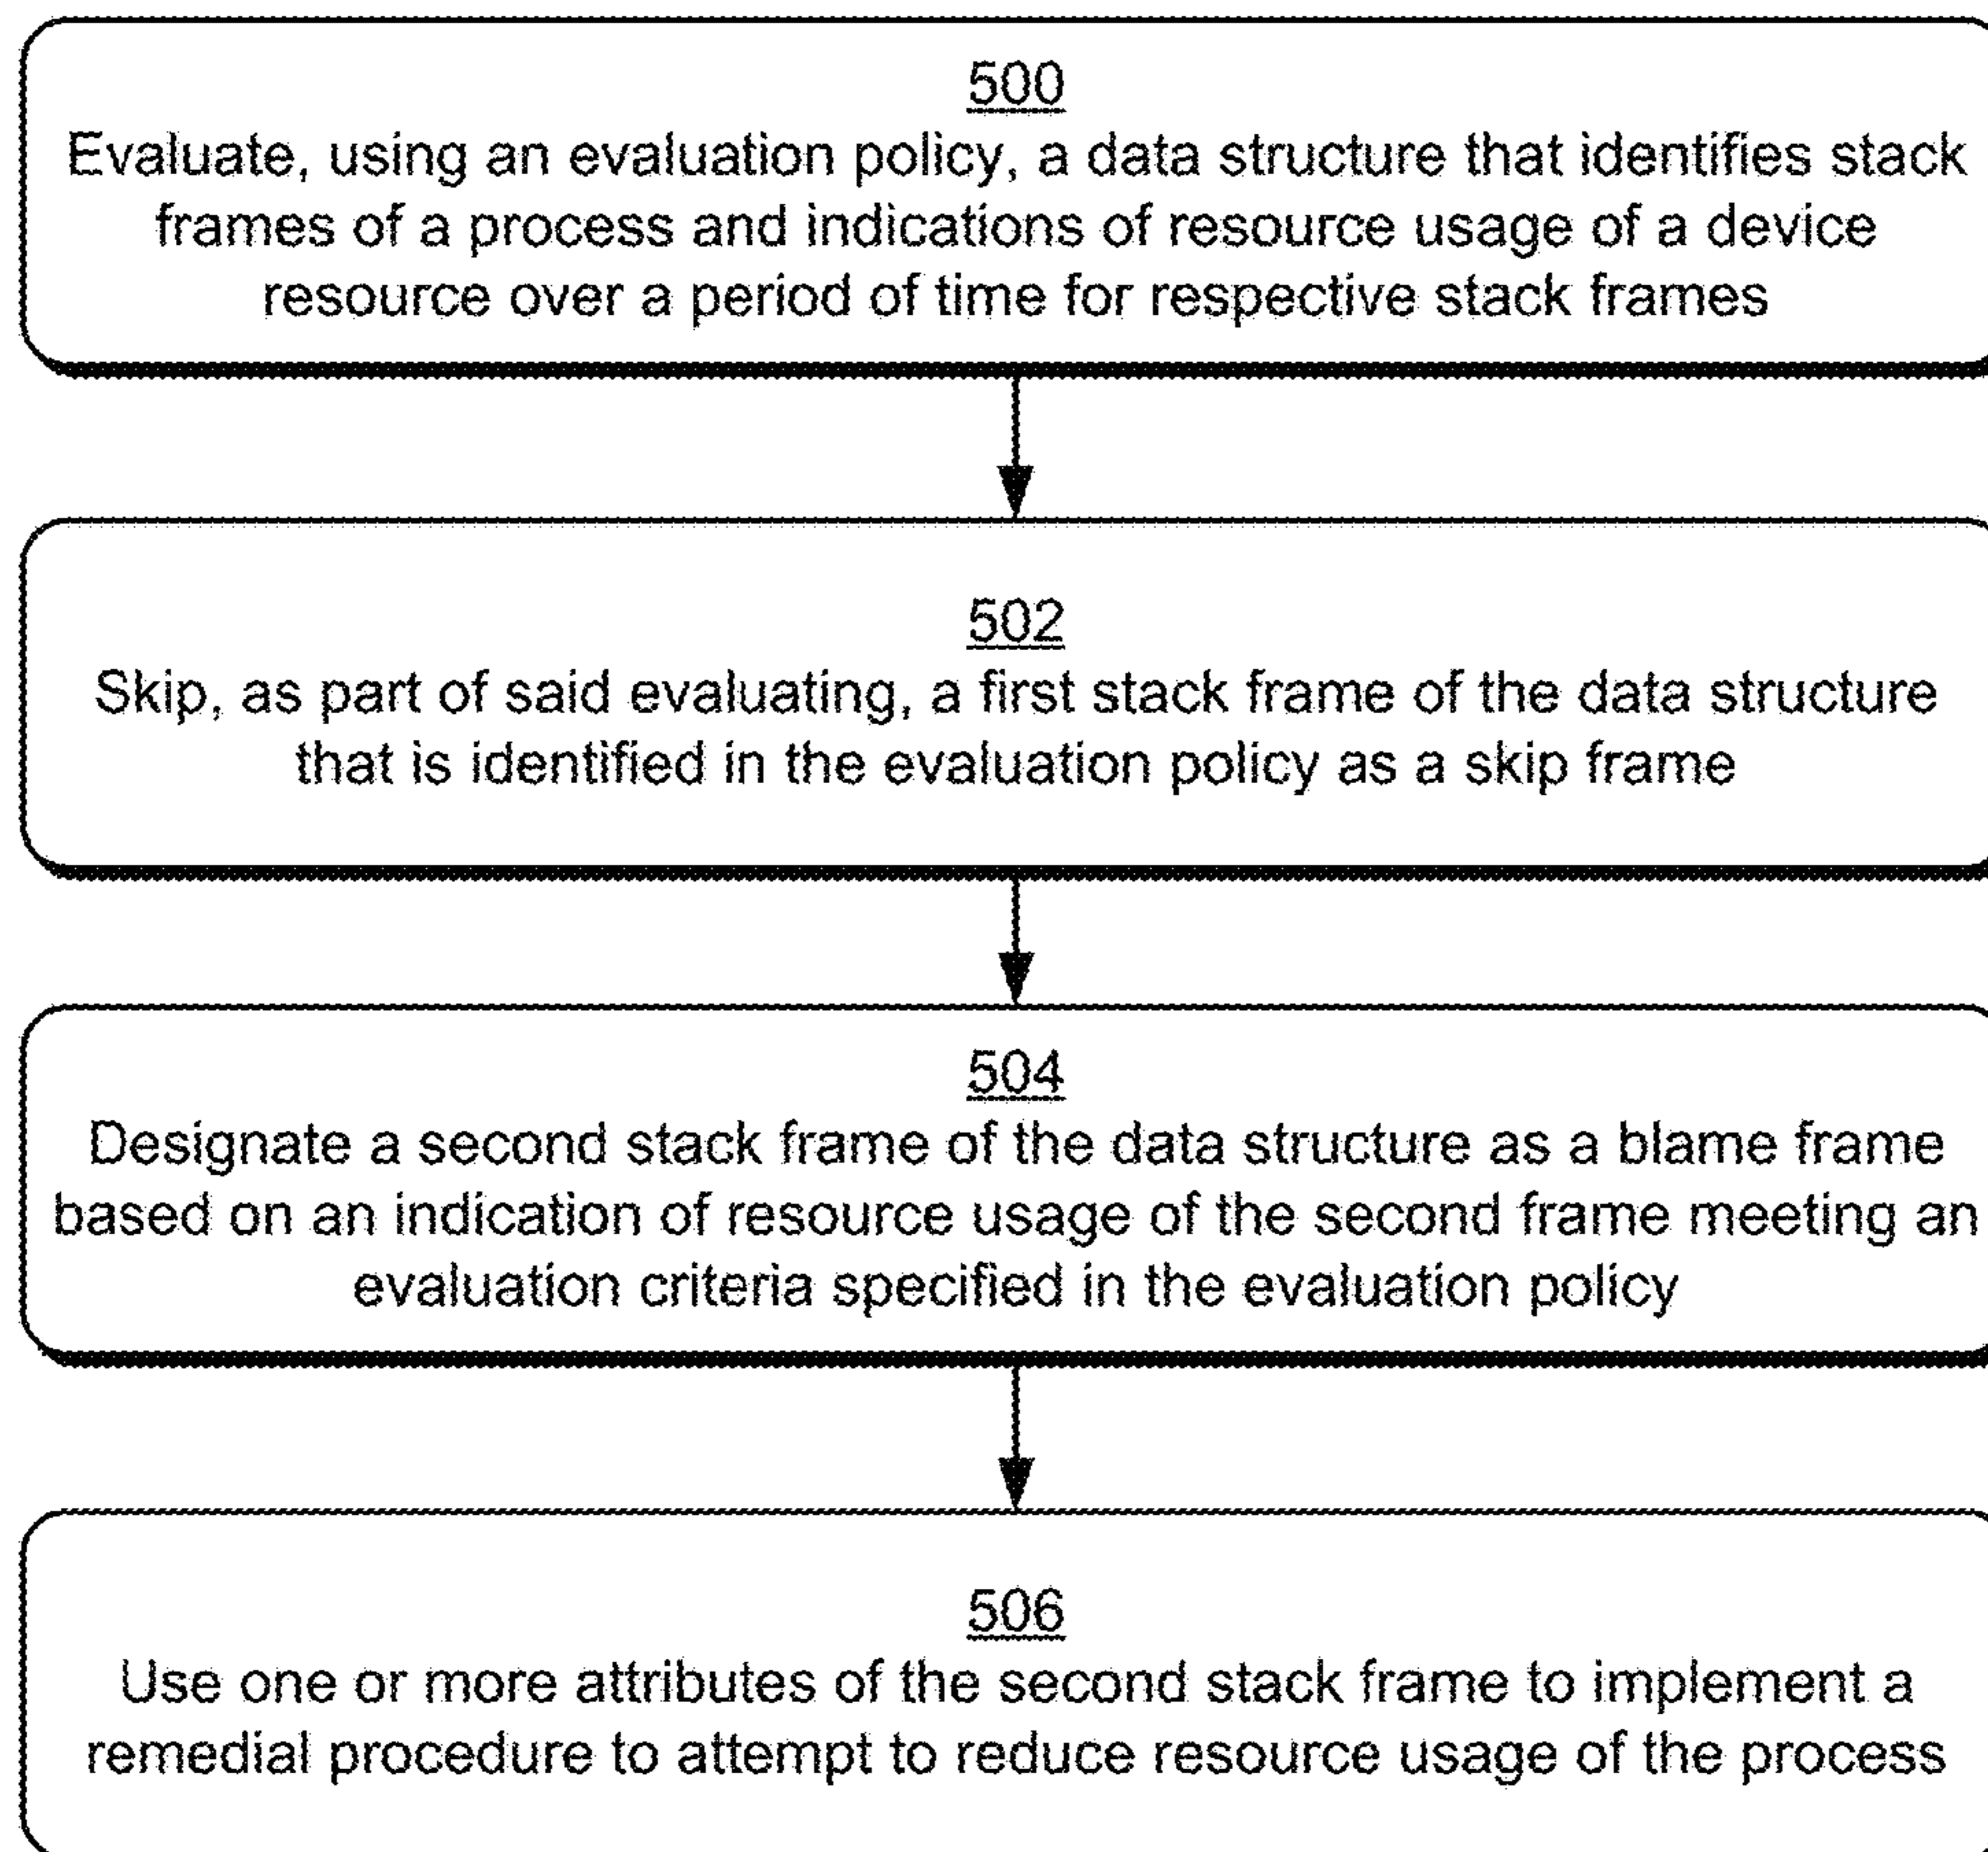 500
Evaluate, using an evaluation policy, a data structure that identifies stack
frames of a process and indications of resource usage of a device
resource over a period of time for respective stack frames
502
Skip, as part of said evaluating, a first stack frame of the data structure
that is identified in the evaluation policy as a skip frame
504
Designate a second stack frame of the data structure as a blame frame
based on an indication of resource usage of the second frame meeting an
evaluation criteria specified in the evaluation policy
506
Use one or more attributes of the second stack frame to implement a
remedial procedure to attempt to reduce resource usage of the process